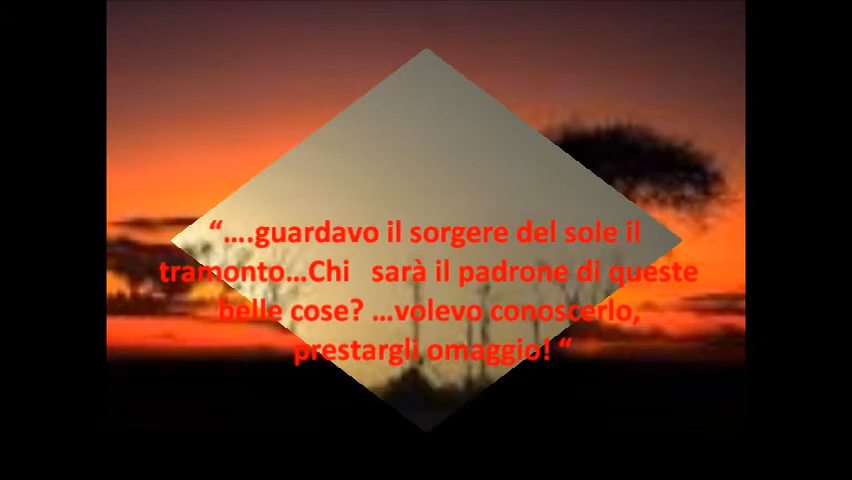 “….guardavo il sorgere del sole il
tramonto…Chi   sarà il padrone di queste
belle cose? …volevo conoscerlo,
prestargli omaggio! “